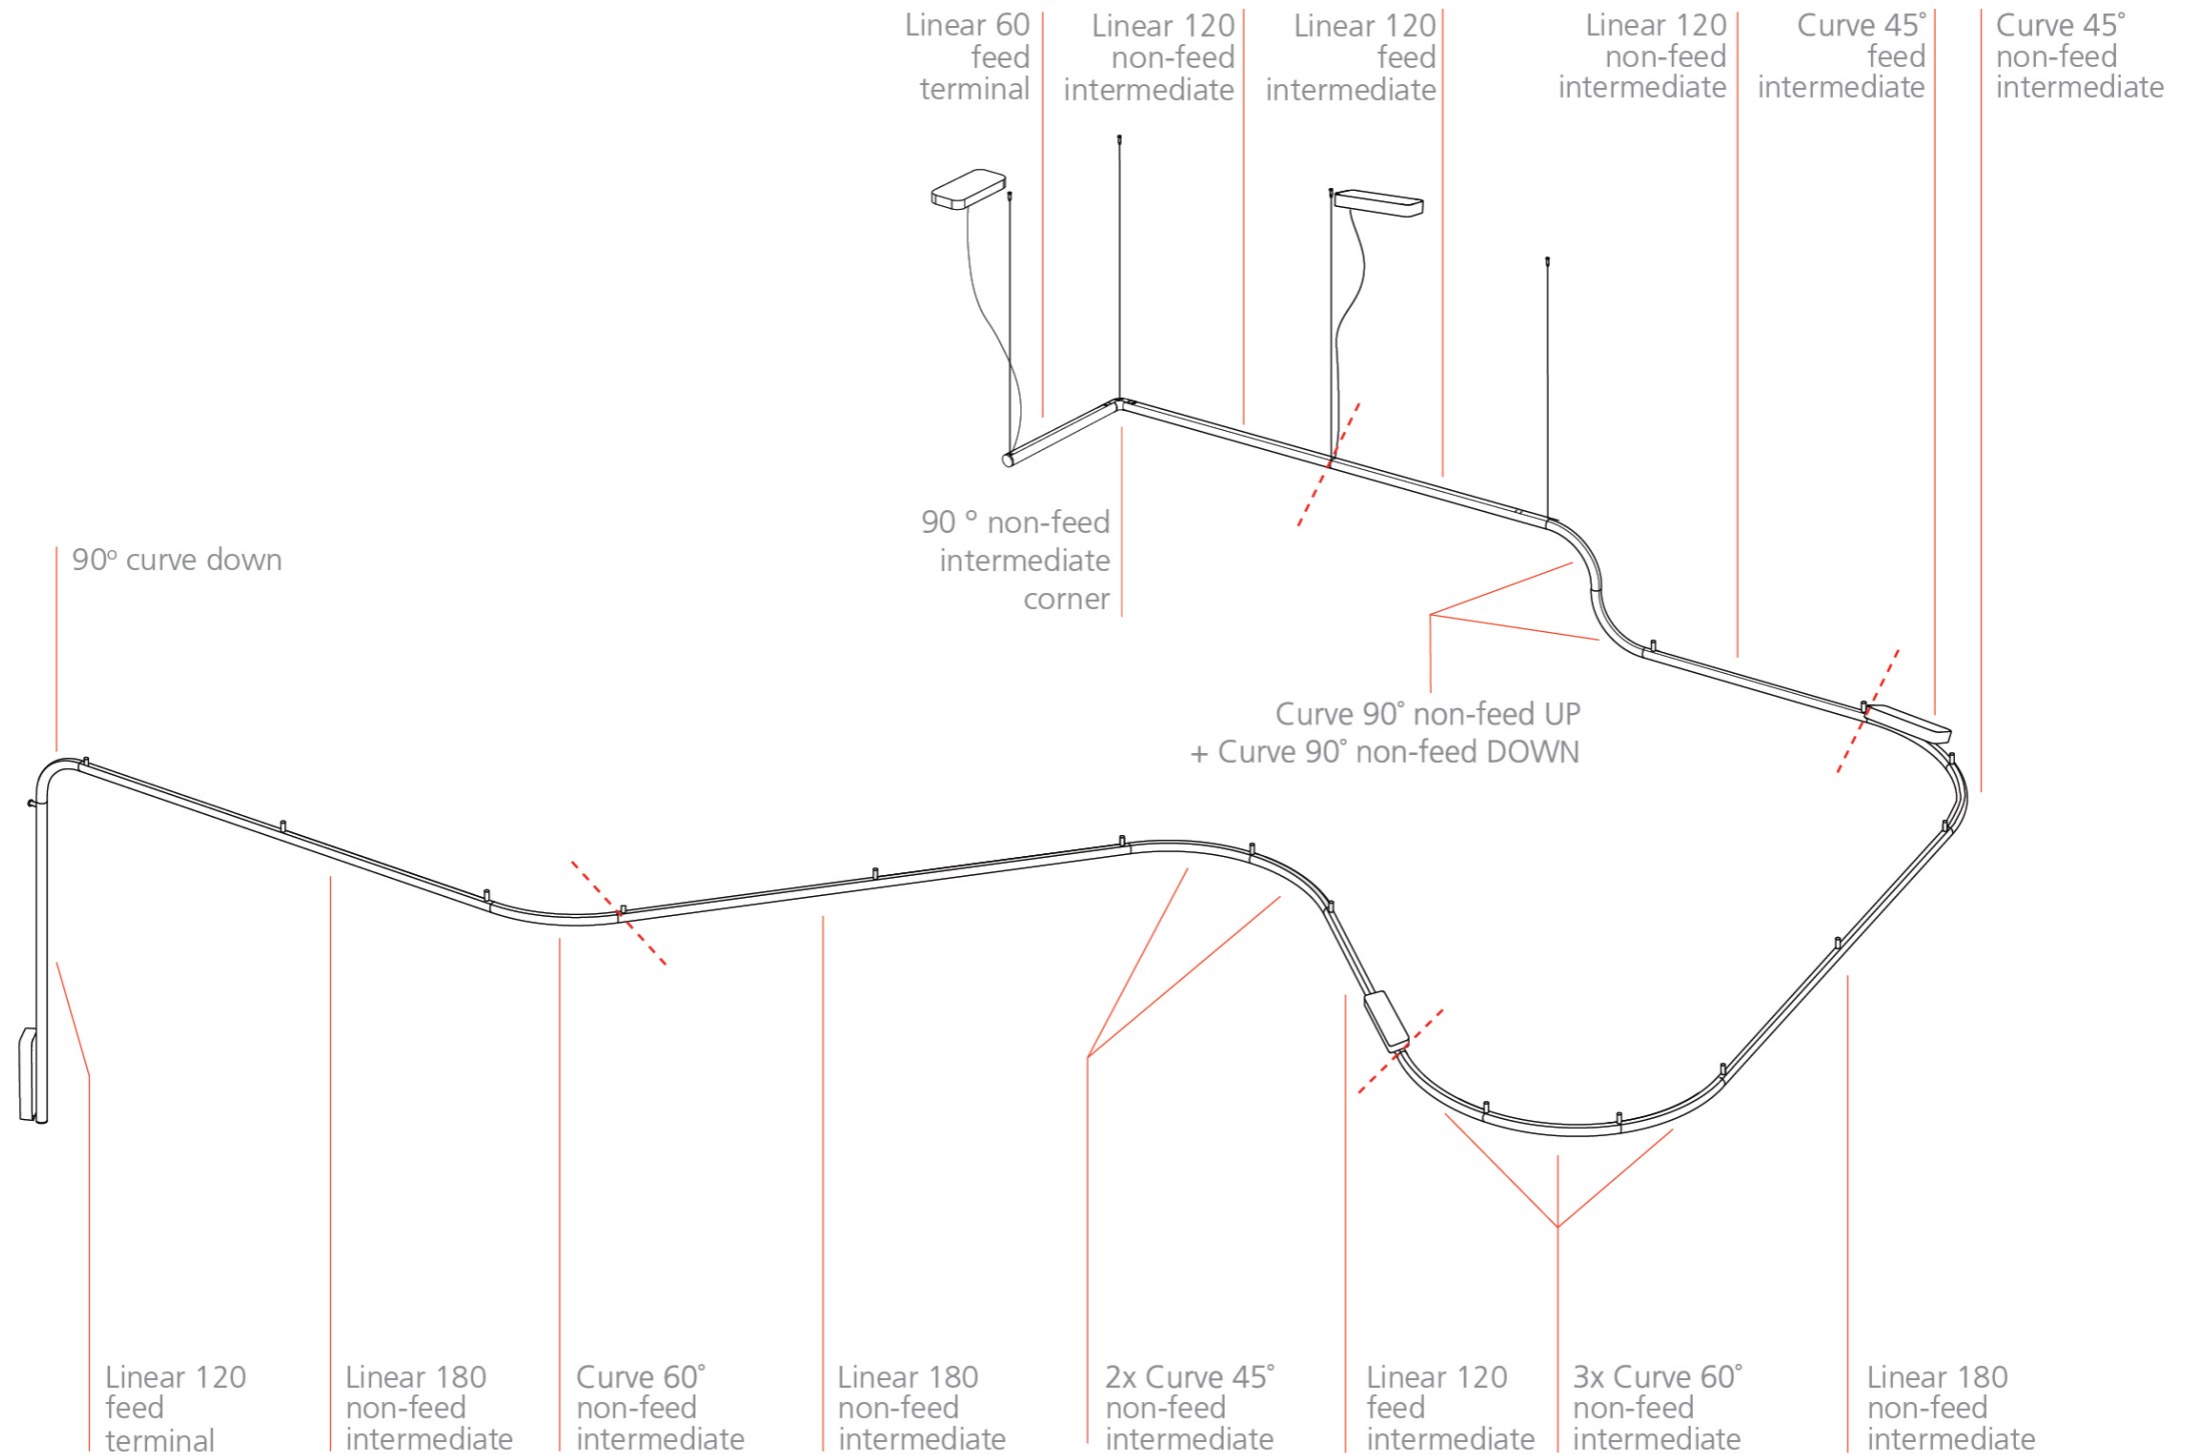 Linear 60
feed
terminal
Linear 120
non-feed
intermediate
Linear 120
feed
intermediate
Linear 120
non-feed
intermediate
Curve 45˚
feed
intermediate
Curve 45˚
non-feed
intermediate
90 ° non-feed
intermediate
corner
90º curve down
Curve 90˚ non-feed UP
+ Curve 90˚ non-feed DOWN
Linear 120
feed
terminal
Linear 180
non-feed
intermediate
Curve 60˚
non-feed
intermediate
Linear 180
non-feed
intermediate
2x Curve 45˚
non-feed
intermediate
Linear 120
feed
intermediate
3x Curve 60˚
non-feed
intermediate
Linear 180
non-feed
intermediate